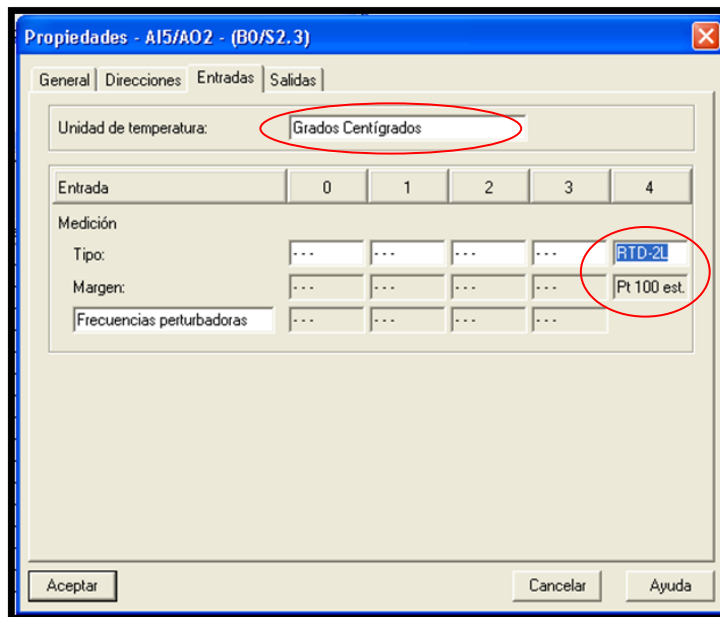 Propiedades - AI5/AO2 - (B0/S2.3)
General Direcciones Entradas Salidas
Unidad de temperatura: Grados Centígrados
Entrada 0 1 2 3 4
Medición
Tipo: --- --- --- --- RTD-2L
Margen: --- --- --- --- Pt 100 est.
Frecuencias perturbadoras --- --- --- ---
Aceptar Cancelar Ayuda